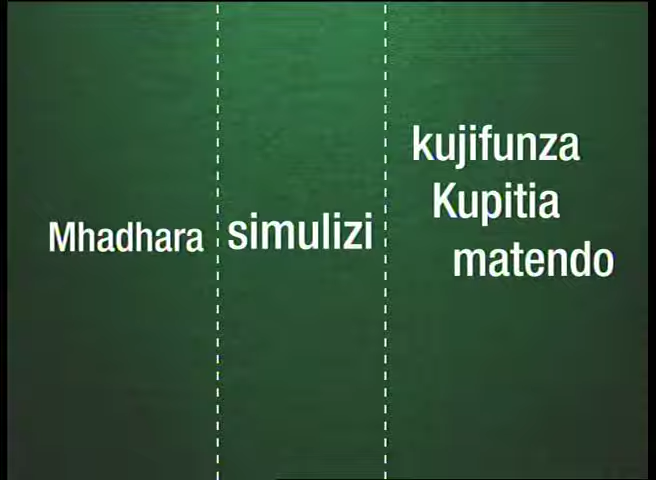 Mhadhara
simulizi
kujifunza
Kupitia
matendo